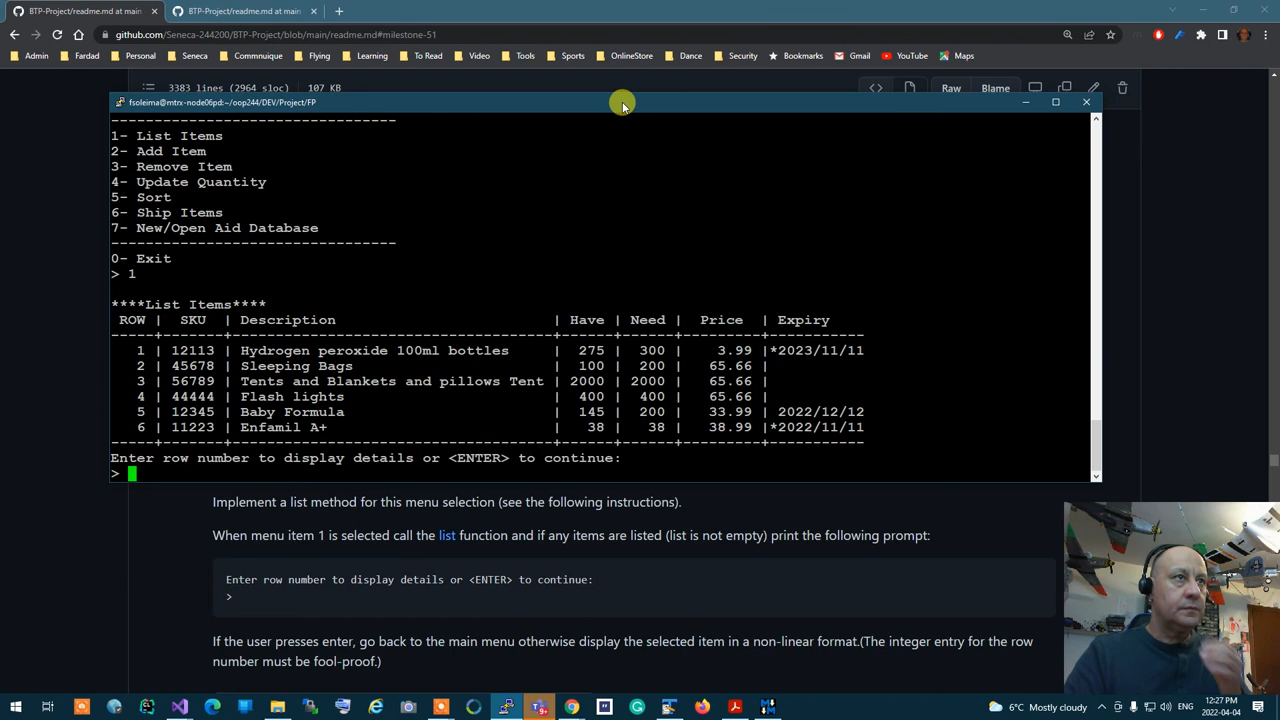 BTP-Project/readme.md at main
BTP-Project/readme.md at main
github.com/Seneca-244200/BTP-Project/blob/main/readme.md#milestone-51
Admin
Fardad
Personal
Seneca
Commnuique
Flying
Learning
To Read
Video
Tools
Sports
OnlineStore
Dance
Security
Bookmarks
Gmail
YouTube
Maps
3383 lines (2964 sloc)
107 KB
Raw
Blame
fsoleima@mtrx-node06pd:~/oop244/DEV/Project/FP
---------------------------------
1- List Items
2- Add Item
3- Remove Item
4- Update Quantity
5- Sort
6- Ship Items
7- New/Open Aid Database
---------------------------------
0- Exit
> 1
****List Items****
ROW | SKU | Description | Have | Need | Price | Expiry
-----+-------+-------------------------------------+------+------+---------+-----------
1 | 12113 | Hydrogen peroxide 100ml bottles | 275 | 300 | 3.99 |*2023/11/11
2 | 45678 | Sleeping Bags | 100 | 200 | 65.66 |
3 | 56789 | Tents and Blankets and pillows Tent | 2000 | 2000 | 65.66 |
4 | 44444 | Flash lights | 400 | 400 | 65.66 |
5 | 12345 | Baby Formula | 145 | 200 | 33.99 | 2022/12/12
6 | 11223 | Enfamil A+ | 38 | 38 | 38.99 |*2022/11/11
-----+-------+-------------------------------------+------+------+---------+-----------
Enter row number to display details or <ENTER> to continue:
>
Implement a list method for this menu selection (see the following instructions).
When menu item 1 is selected call the list function and if any items are listed (list is not empty) print the following prompt:
Enter row number to display details or <ENTER> to continue:
>
If the user presses enter, go back to the main menu otherwise display the selected item in a non-linear format.(The integer entry for the row
number must be fool-proof.)
6°C Mostly cloudy
ENG
12:27 PM
2022-04-04